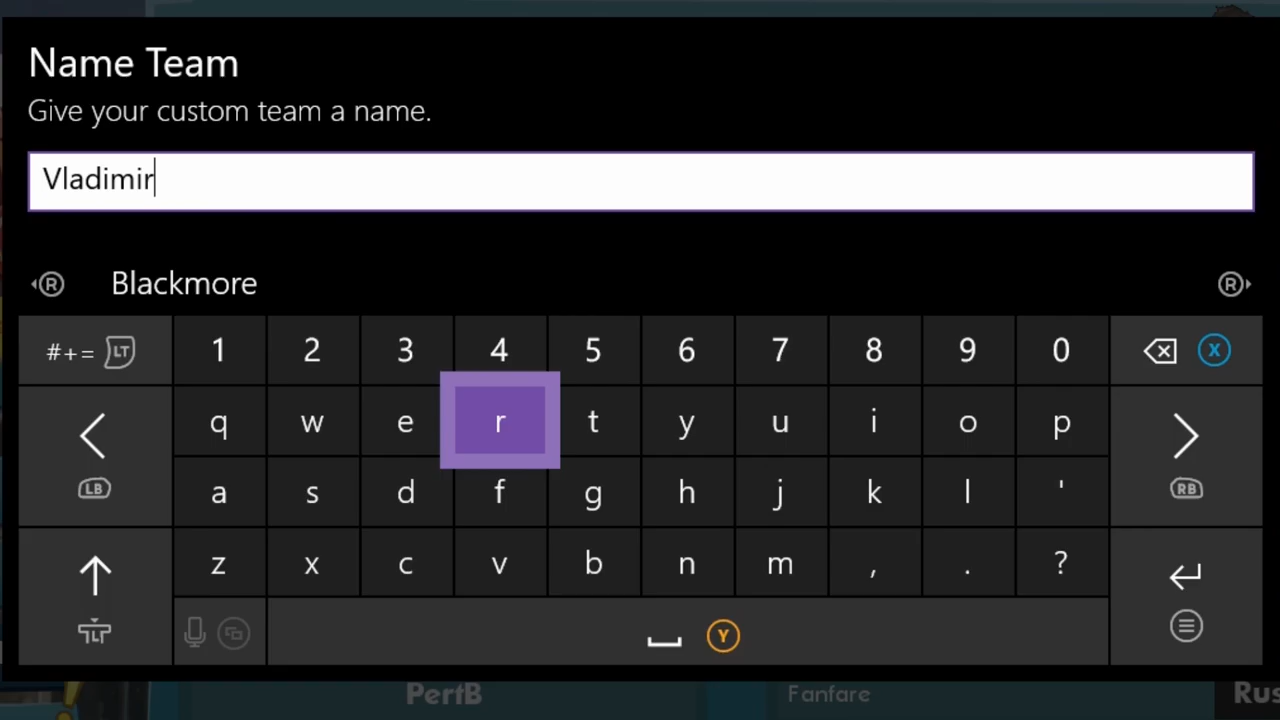 Name Team
Give your custom team a name.
Vladimir
R Blackmore R
#+= LT 1 2 3 4 5 6 7 8 9 0 X
q w e r t y u i o p
LB a s d f g h j k l ' RB
z x c v b n m , . ?
Y
PertB Fanfare Rus